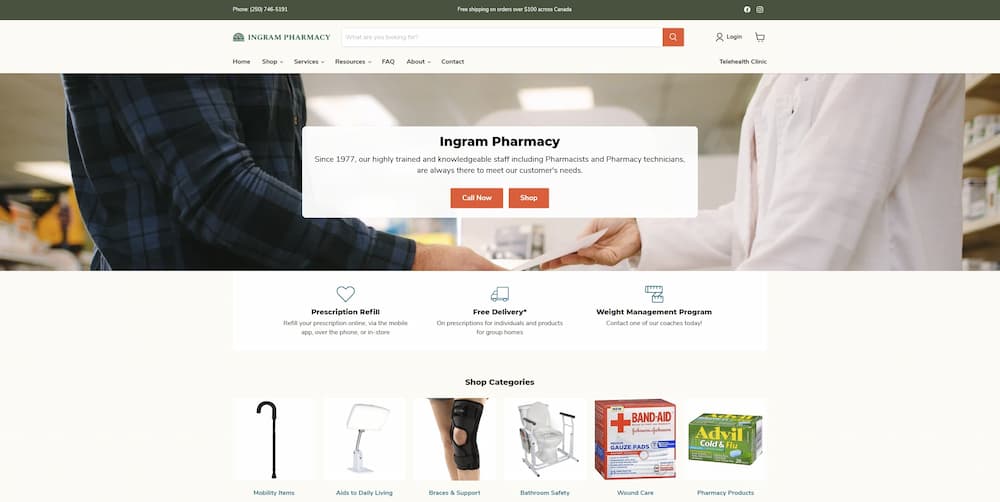 Phone: (250) 746-5191
Free shipping on orders over $100 across Canada
INGRAM PHARMACY
What are you looking for?
Login
Home
Shop
Services
Resources
FAQ
About
Contact
Telehealth Clinic
Ingram Pharmacy
Since 1977, our highly trained and knowledgeable staff including Pharmacists and Pharmacy technicians,
are always there to meet our customer's needs.
Call Now
Shop
Prescription Refill
Refill your prescription online, via the mobile
app, over the phone, or in-store
Free Delivery*
On prescriptions for individuals and products
for group homes
Weight Management Program
Contact one of our coaches today!
Shop Categories
BAND-AID
Johnson & Johnson
GAUZE PADS
Advil
Cold & Flu
Mobility Items
Aids to Daily Living
Braces & Support
Bathroom Safety
Wound Care
Pharmacy Products